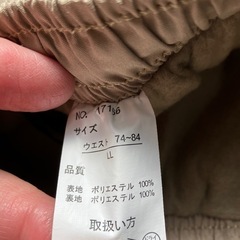 NO. 17136
サイズ
ウエスト 74~84
LL
品質
表地 ポリエステル 100%
裏地 ポリエステル 100%
取扱い方